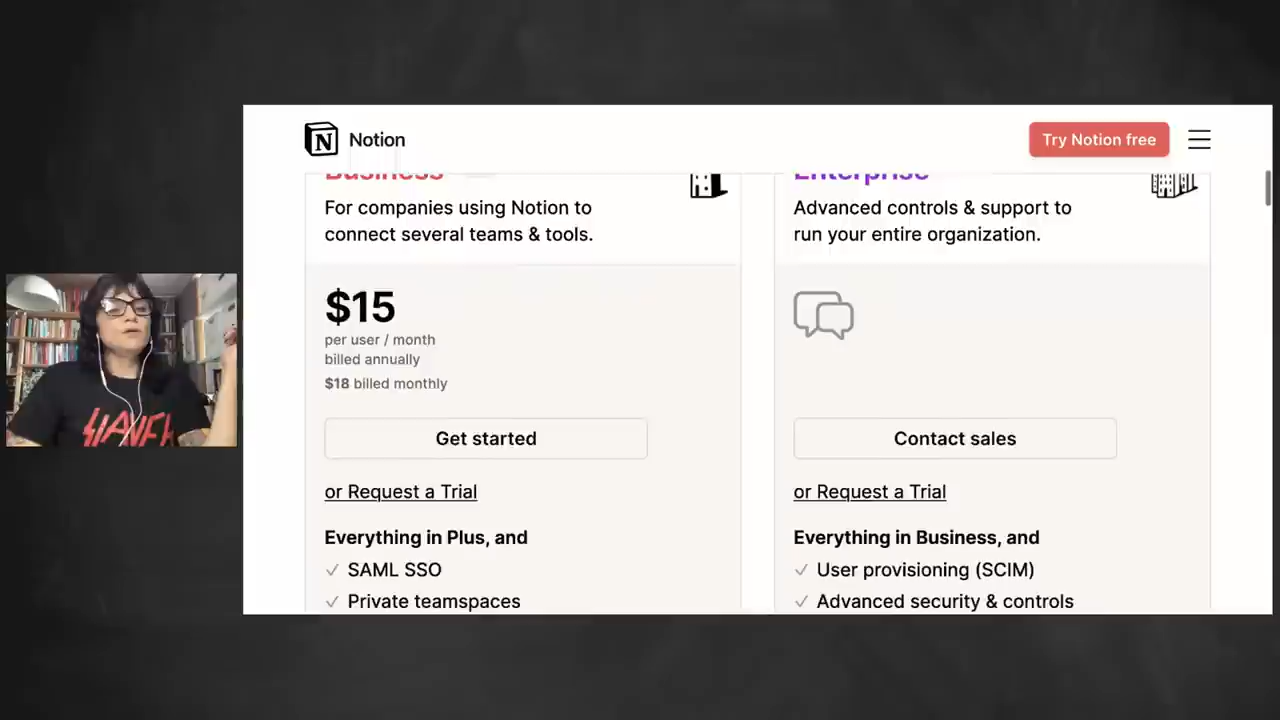 Notion
Try Notion free
Business
Enterprise
For companies using Notion to
connect several teams & tools.
Advanced controls & support to
run your entire organization.
$15
per user / month
billed annually
$18 billed monthly
Get started
Contact sales
or Request a Trial
or Request a Trial
Everything in Plus, and
Everything in Business, and
✓ SAML SSO
✓ User provisioning (SCIM)
✓ Private teamspaces
✓ Advanced security & controls
SLAYER